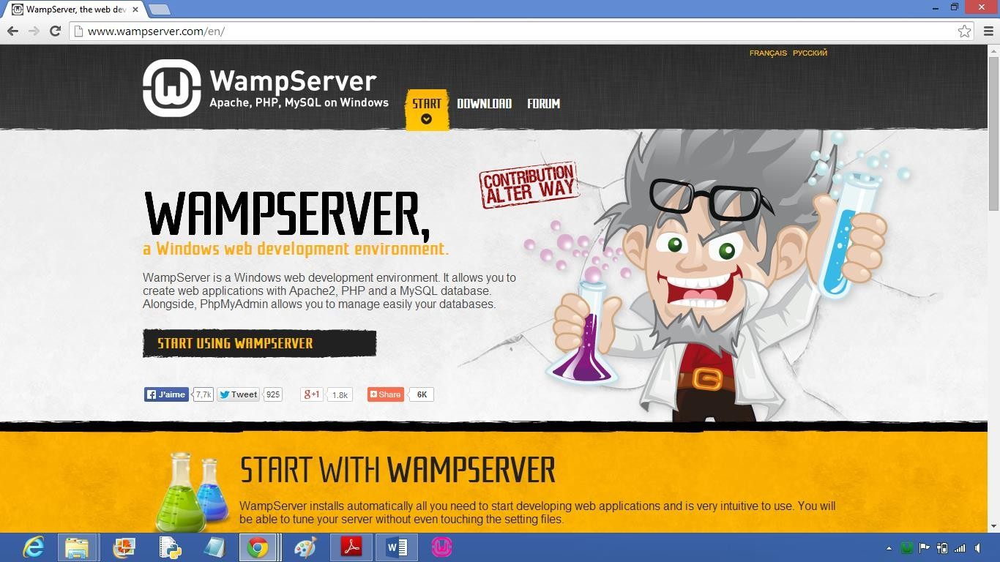 WampServer, the web dev
www.wampserver.com/en/
FRANÇAIS РУССКИЙ
W
WampServer
Apache, PHP, MySQL on Windows
START DOWNLOAD FORUM
CONTRIBUTION
ALTER WAY
WAMPSERVER,
a Windows web development environment.
WampServer is a Windows web development environment. It allows you to
create web applications with Apache2, PHP and a MySQL database.
Alongside, PhpMyAdmin allows you to manage easily your databases.
START USING WAMPSERVER
J'aime 7,7k Tweet 925 g+1 1.8k Share 6K
START WITH WAMPSERVER
WampServer installs automatically all you need to start developing web applications and is very intuitive to use. You will
be able to tune your server without even touching the setting files.